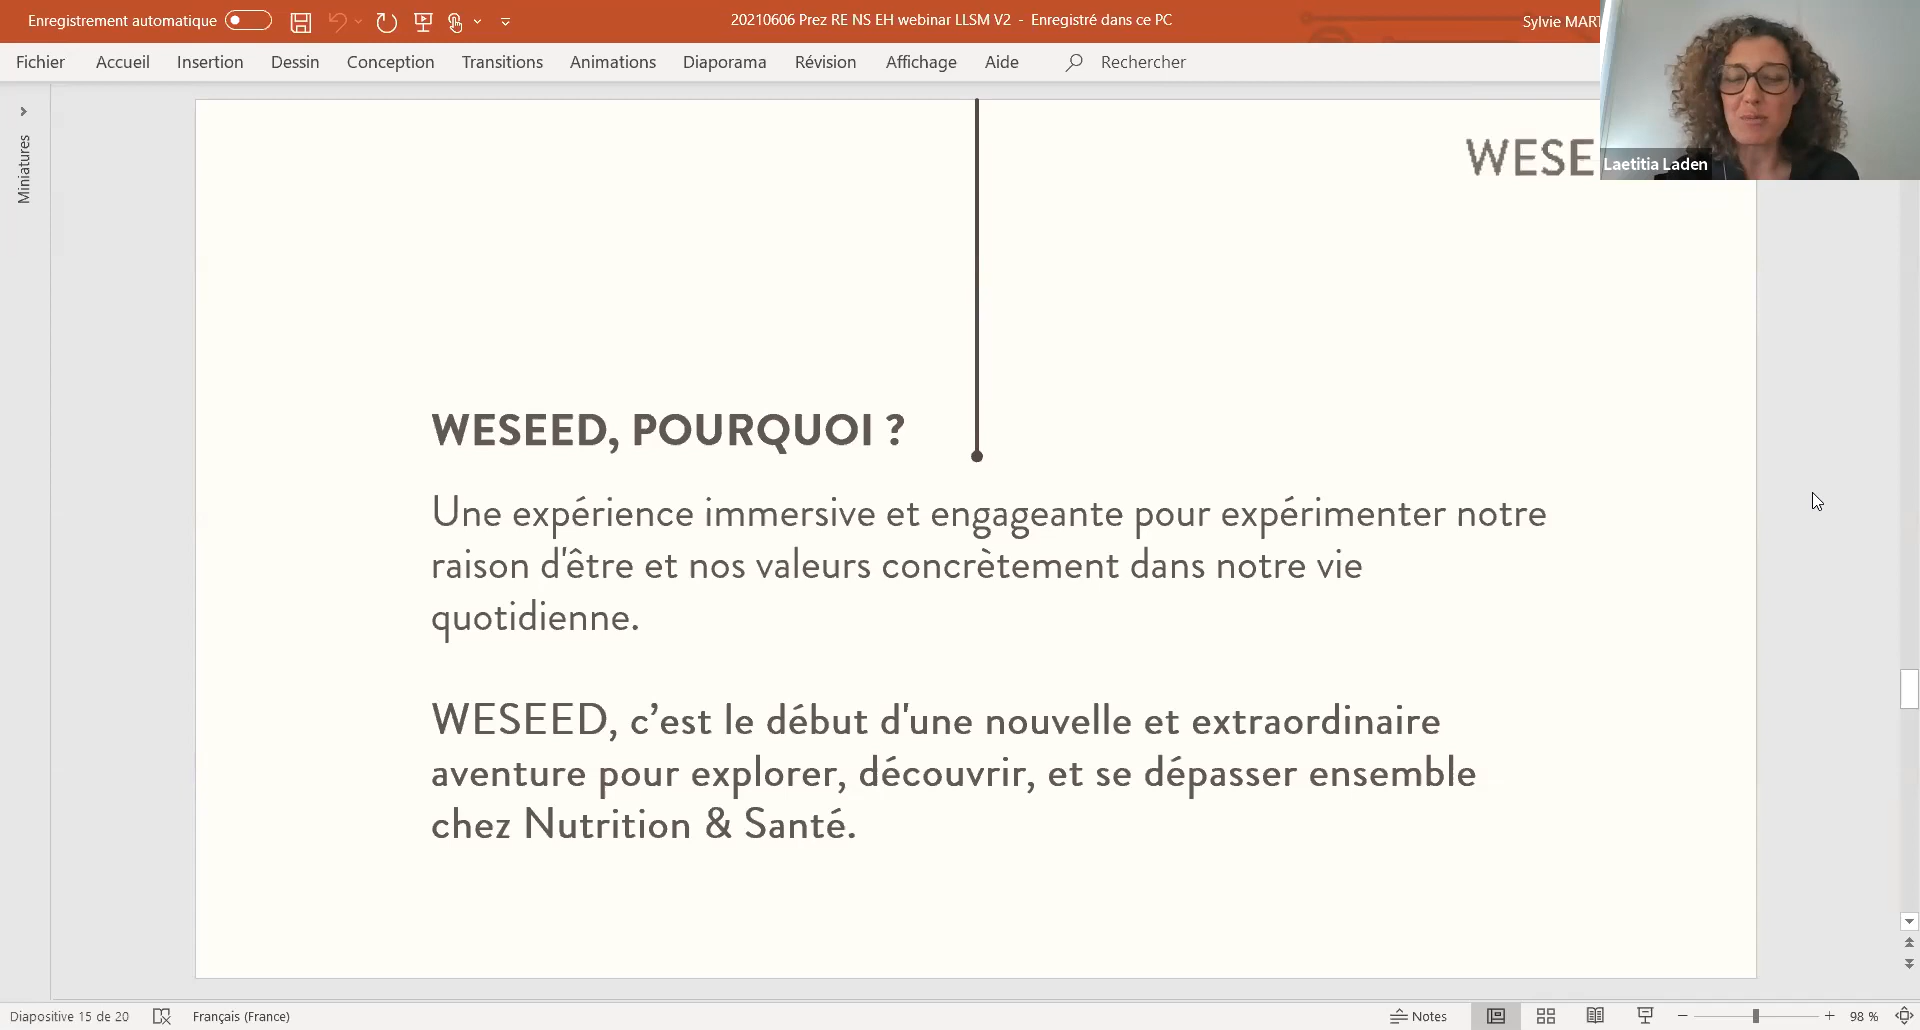 Enregistrement automatique
20210606 Prez RE NS EH webinar LLSM V2 - Enregistré dans ce PC
Sylvie MART
Fichier Accueil Insertion Dessin Conception Transitions Animations Diaporama Révision Affichage Aide Rechercher
Miniatures
WESE
Laetitia Laden
WESEED, POURQUOI ?
Une expérience immersive et engageante pour expérimenter notre
raison d'être et nos valeurs concrètement dans notre vie
quotidienne.
WESEED, c’est le début d'une nouvelle et extraordinaire
aventure pour explorer, découvrir, et se dépasser ensemble
chez Nutrition & Santé.
Diapositive 15 de 20 Français (France) Notes 98 %